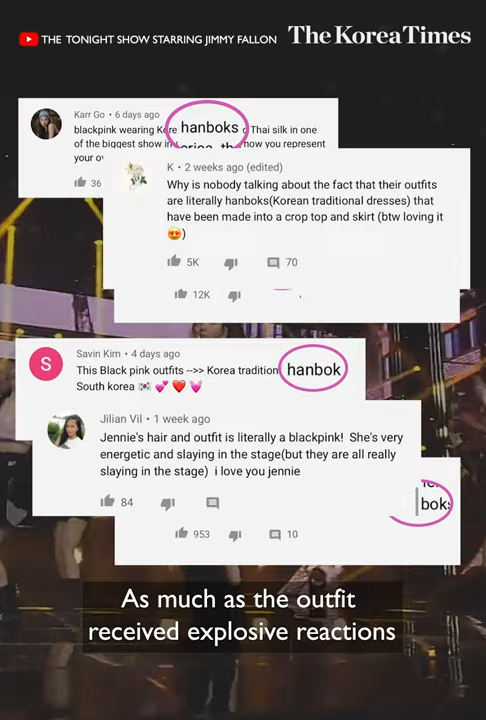 THE TONIGHT SHOW STARRING JIMMY FALLON
The Korea Times
Karr Go • 6 days ago
blackpink wearing Kore hanboks Thai silk in one
of the biggest show in how you represent
your
36
K • 2 weeks ago (edited)
Why is nobody talking about the fact that their outfits
are literally hanboks(Korean traditional dresses) that
have been made into a crop top and skirt (btw loving it
😍)
5K 70
12K
S
Savin Kim • 4 days ago
This Black pink outfits -->> Korea tradition hanbok
South korea 🇰🇷 💕 ❤️ 💓
Jilian Vil • 1 week ago
Jennie's hair and outfit is literally a blackpink! She's very
energetic and slaying in the stage(but they are all really
slaying in the stage) i love you jennie
84
boks
953 10
As much as the outfit
received explosive reactions